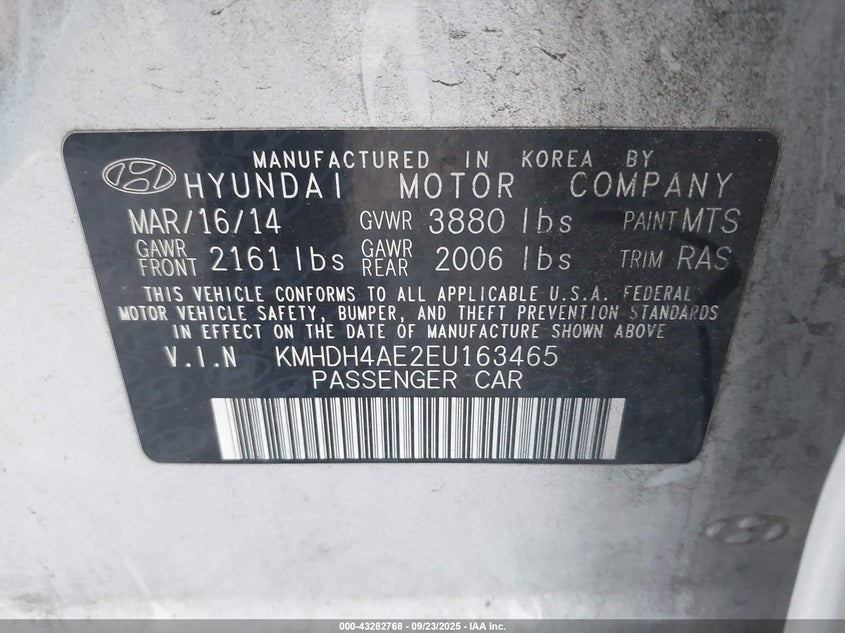 MANUFACTURED IN KOREA BY
HYUNDAI MOTOR COMPANY
MAR/16/14 GVWR 3880 lbs PAINT MTS
GAWR FRONT 2161 lbs GAWR REAR 2006 lbs TRIM RAS
THIS VEHICLE CONFORMS TO ALL APPLICABLE U.S.A. FEDERAL
MOTOR VEHICLE SAFETY, BUMPER, AND THEFT PREVENTION STANDARDS
IN EFFECT ON THE DATE OF MANUFACTURE SHOWN ABOVE
V.I.N KMHDH4AE2EU163465
PASSENGER CAR
000-43282768 - 09/23/2025 - IAA Inc.